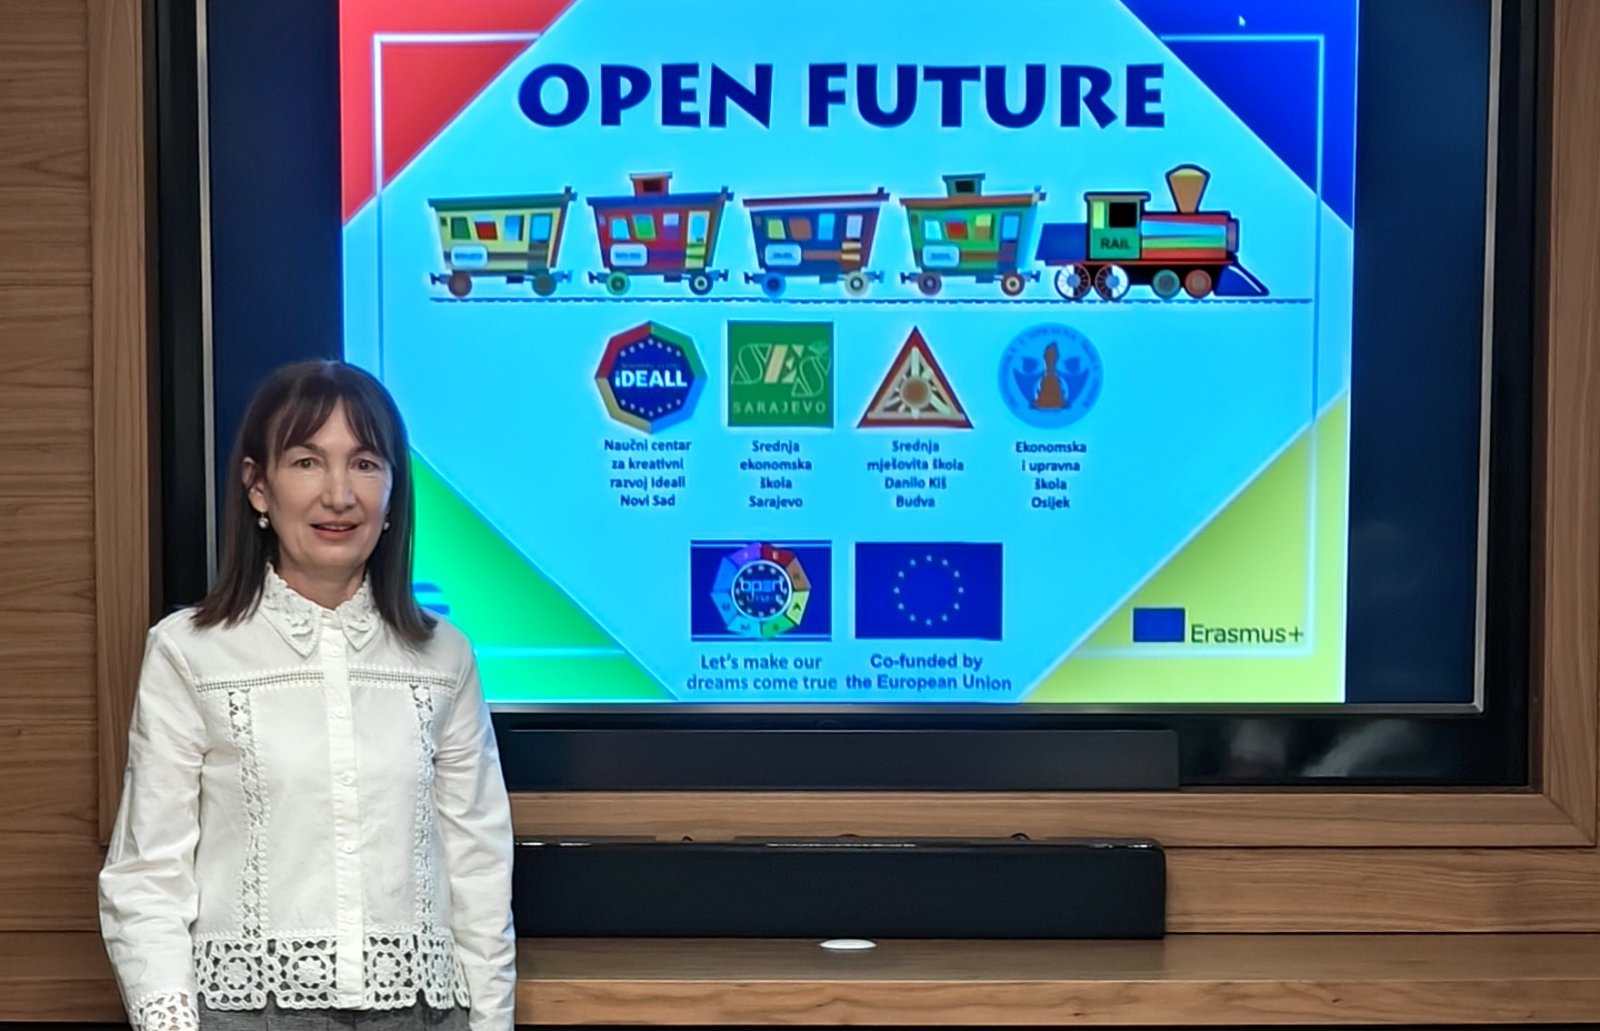 OPEN FUTURE
RAIL
iDEALL
SEŠ
SARAJEVO
Naučni centar
za kreativni
razvoj Ideall
Novi Sad
Srednja
ekonomska
škola
Sarajevo
Srednja
mješovita škola
Danilo Kiš
Budva
Ekonomska
i upravna
škola
Osijek
Let's make our
dreams come true
Co-funded by
the European Union
Erasmus+